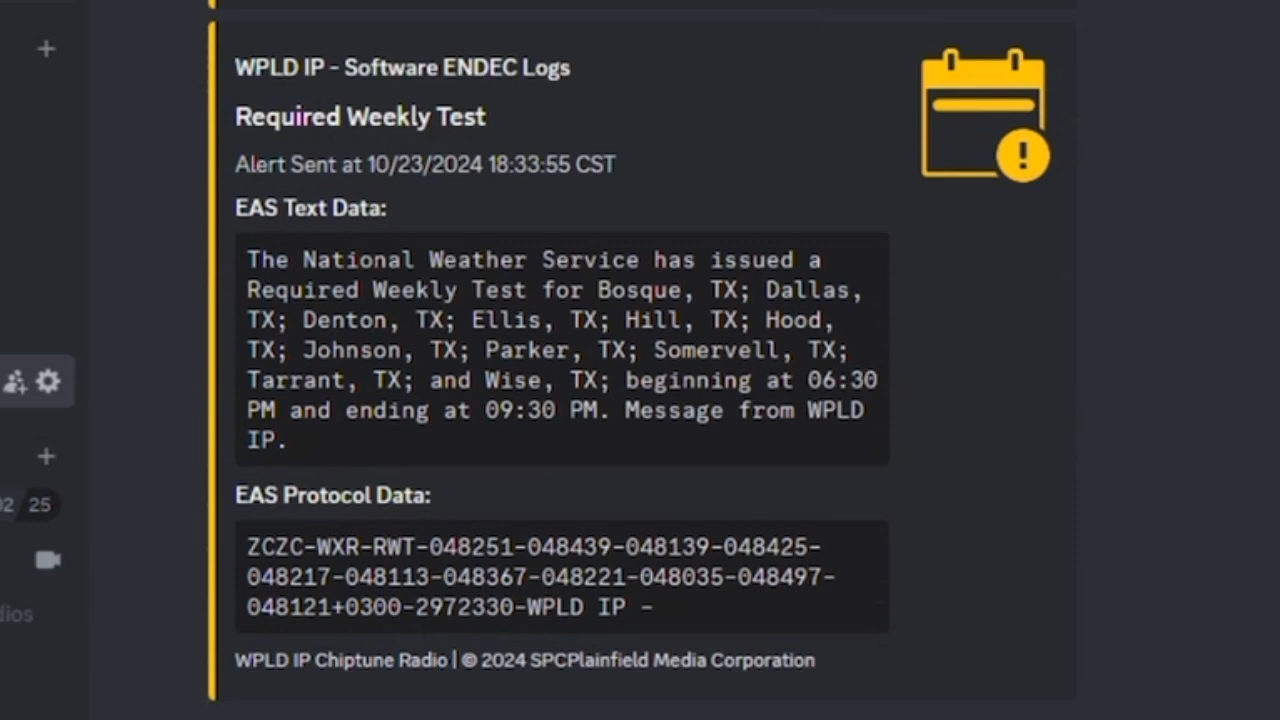 WPLD IP - Software ENDEC Logs
Required Weekly Test
Alert Sent at 10/23/2024 18:33:55 CST
EAS Text Data:
The National Weather Service has issued a
Required Weekly Test for Bosque, TX; Dallas,
TX; Denton, TX; Ellis, TX; Hill, TX; Hood,
TX; Johnson, TX; Parker, TX; Somervell, TX;
Tarrant, TX; and Wise, TX; beginning at 06:30
PM and ending at 09:30 PM. Message from WPLD
IP.
EAS Protocol Data:
ZCZC-WXR-RWT-048251-048439-048139-048425-
048217-048113-048367-048221-048035-048497-
048121+0300-2972330-WPLD IP -
WPLD IP Chiptune Radio | © 2024 SPCPlainfield Media Corporation
25